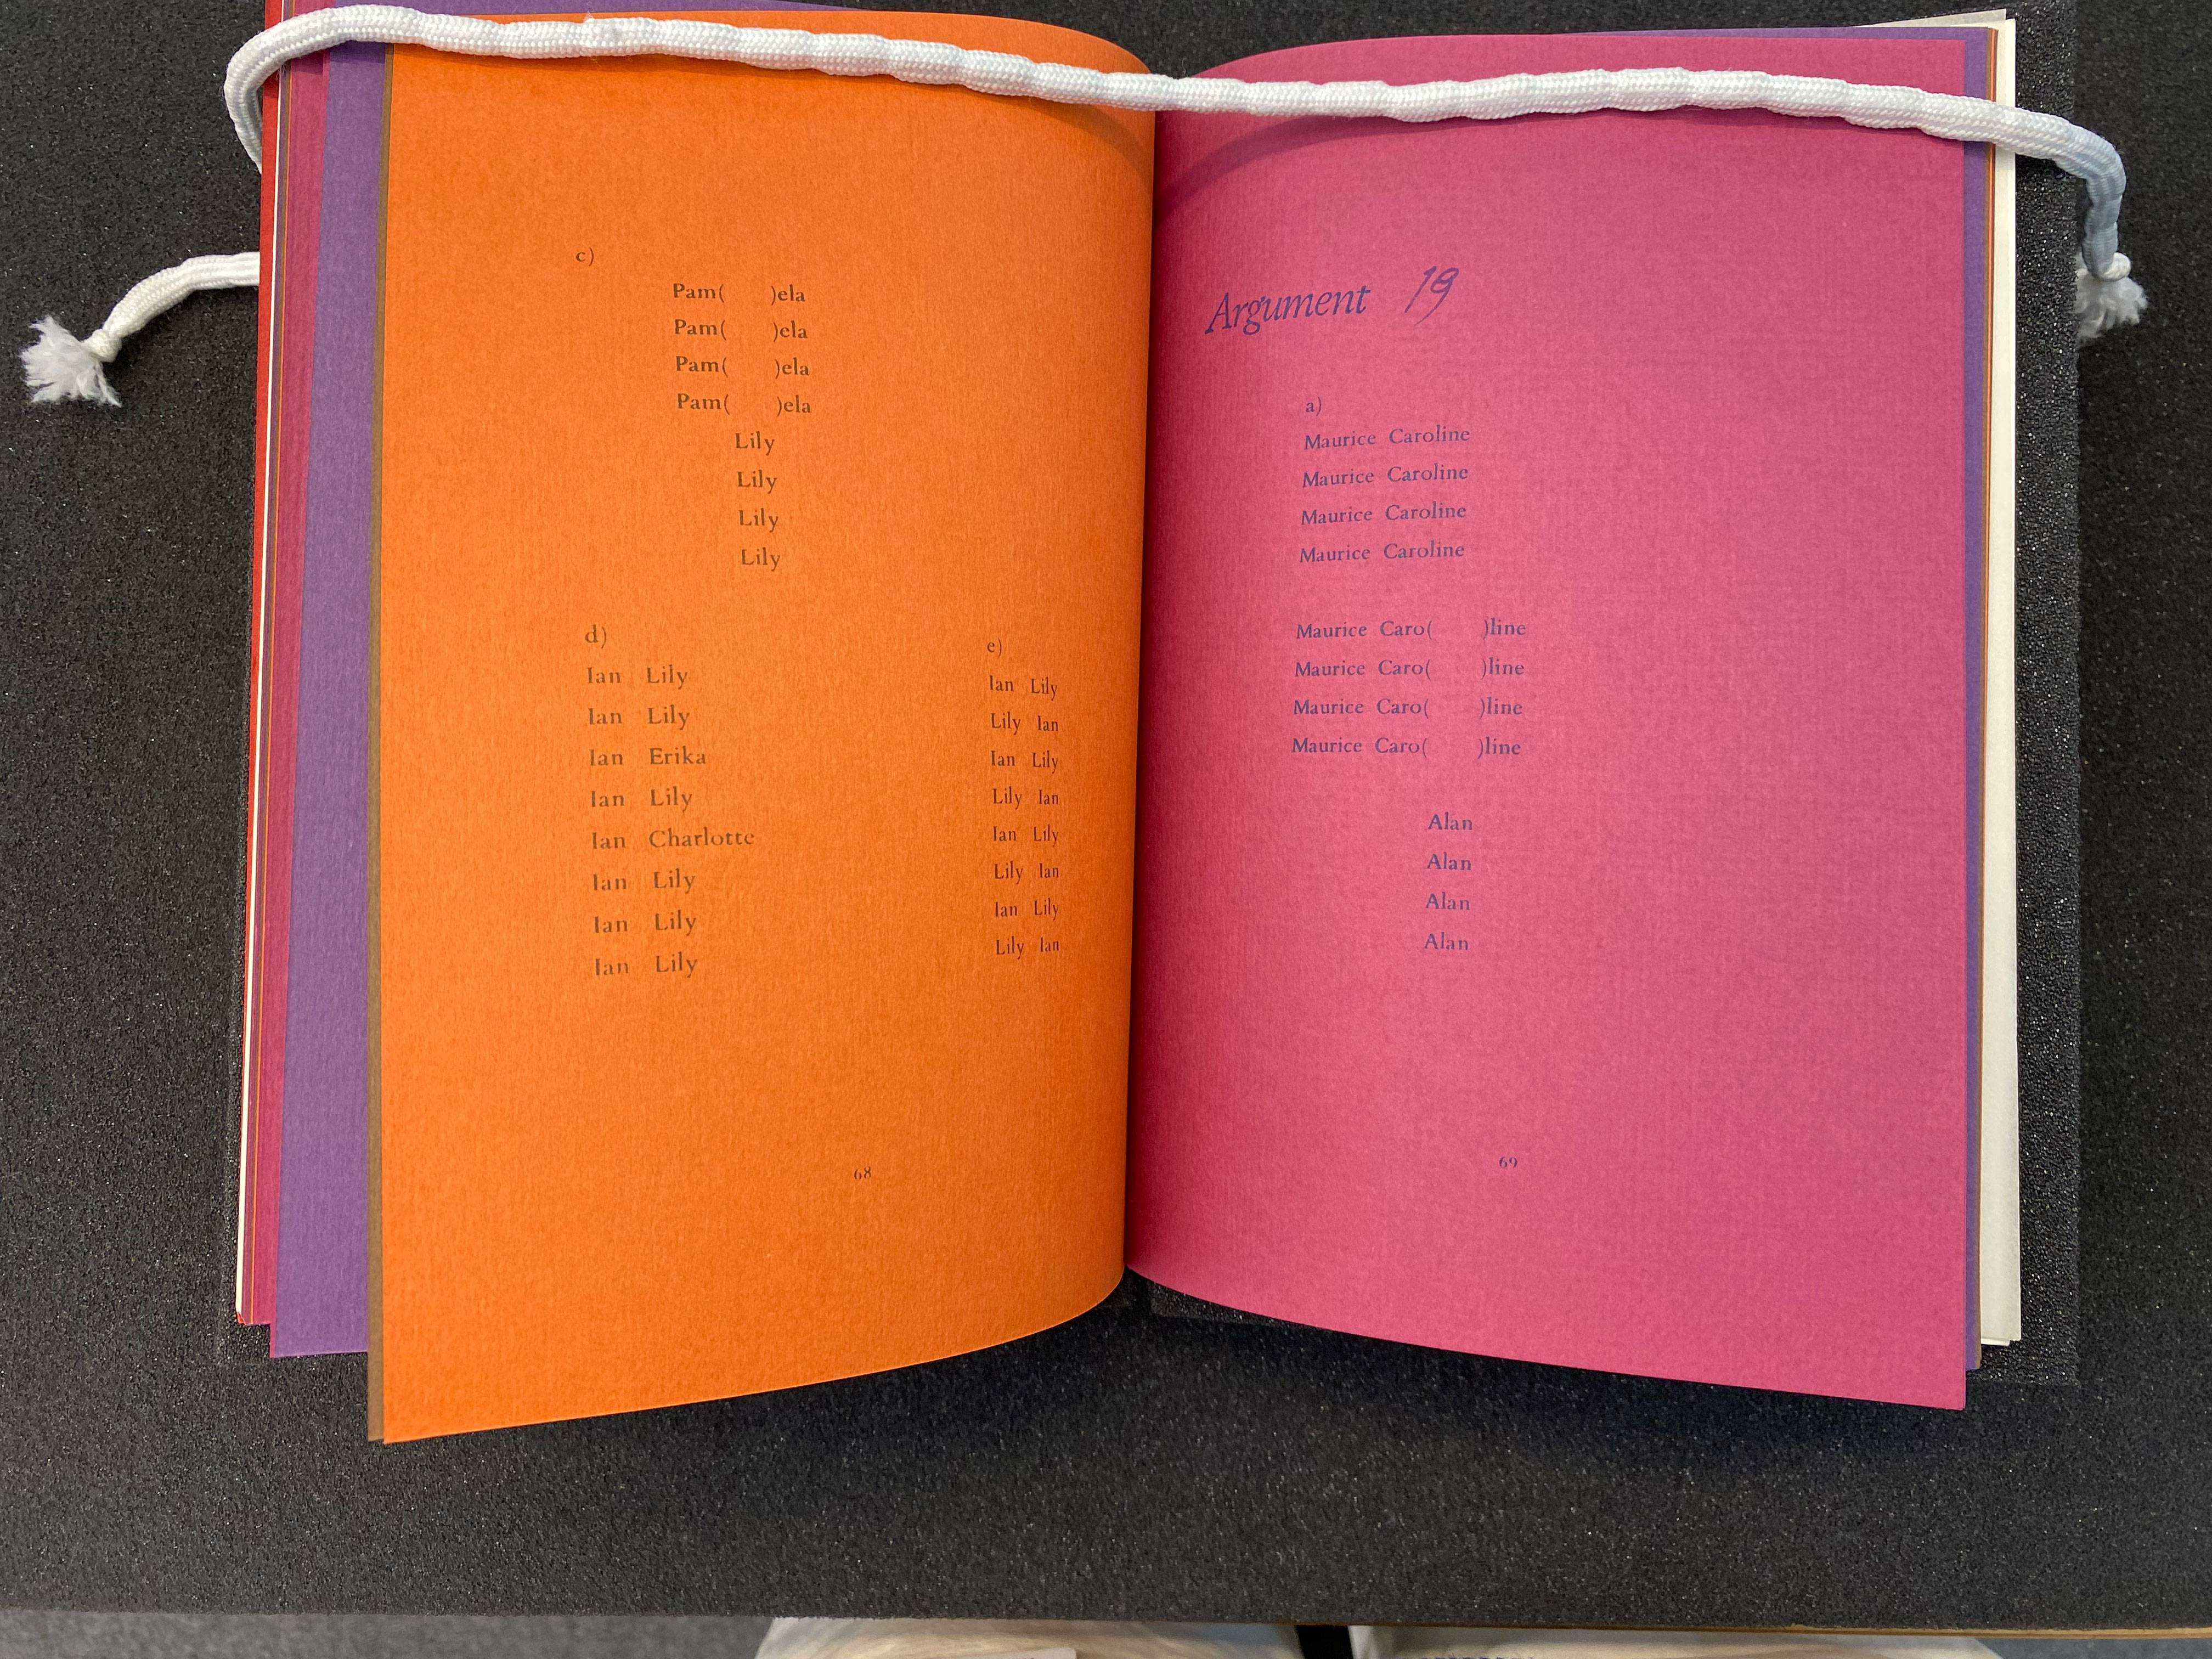 c)
Pam(      )ela
Pam(      )ela
Pam(      )ela
Pam(      )ela
Lily
Lily
Lily
Lily
d)
Ian Lily
Ian Lily
Ian Erika
Ian Lily
Ian Charlotte
Ian Lily
Ian Lily
Ian Lily
e)
Ian Lily
Lily Ian
Ian Lily
Lily Ian
Ian Lily
Lily Ian
Ian Lily
Lily Ian
68
Argument 19
a)
Maurice Caroline
Maurice Caroline
Maurice Caroline
Maurice Caroline
Maurice Caro(      )line
Maurice Caro(      )line
Maurice Caro(      )line
Maurice Caro(      )line
Alan
Alan
Alan
Alan
69